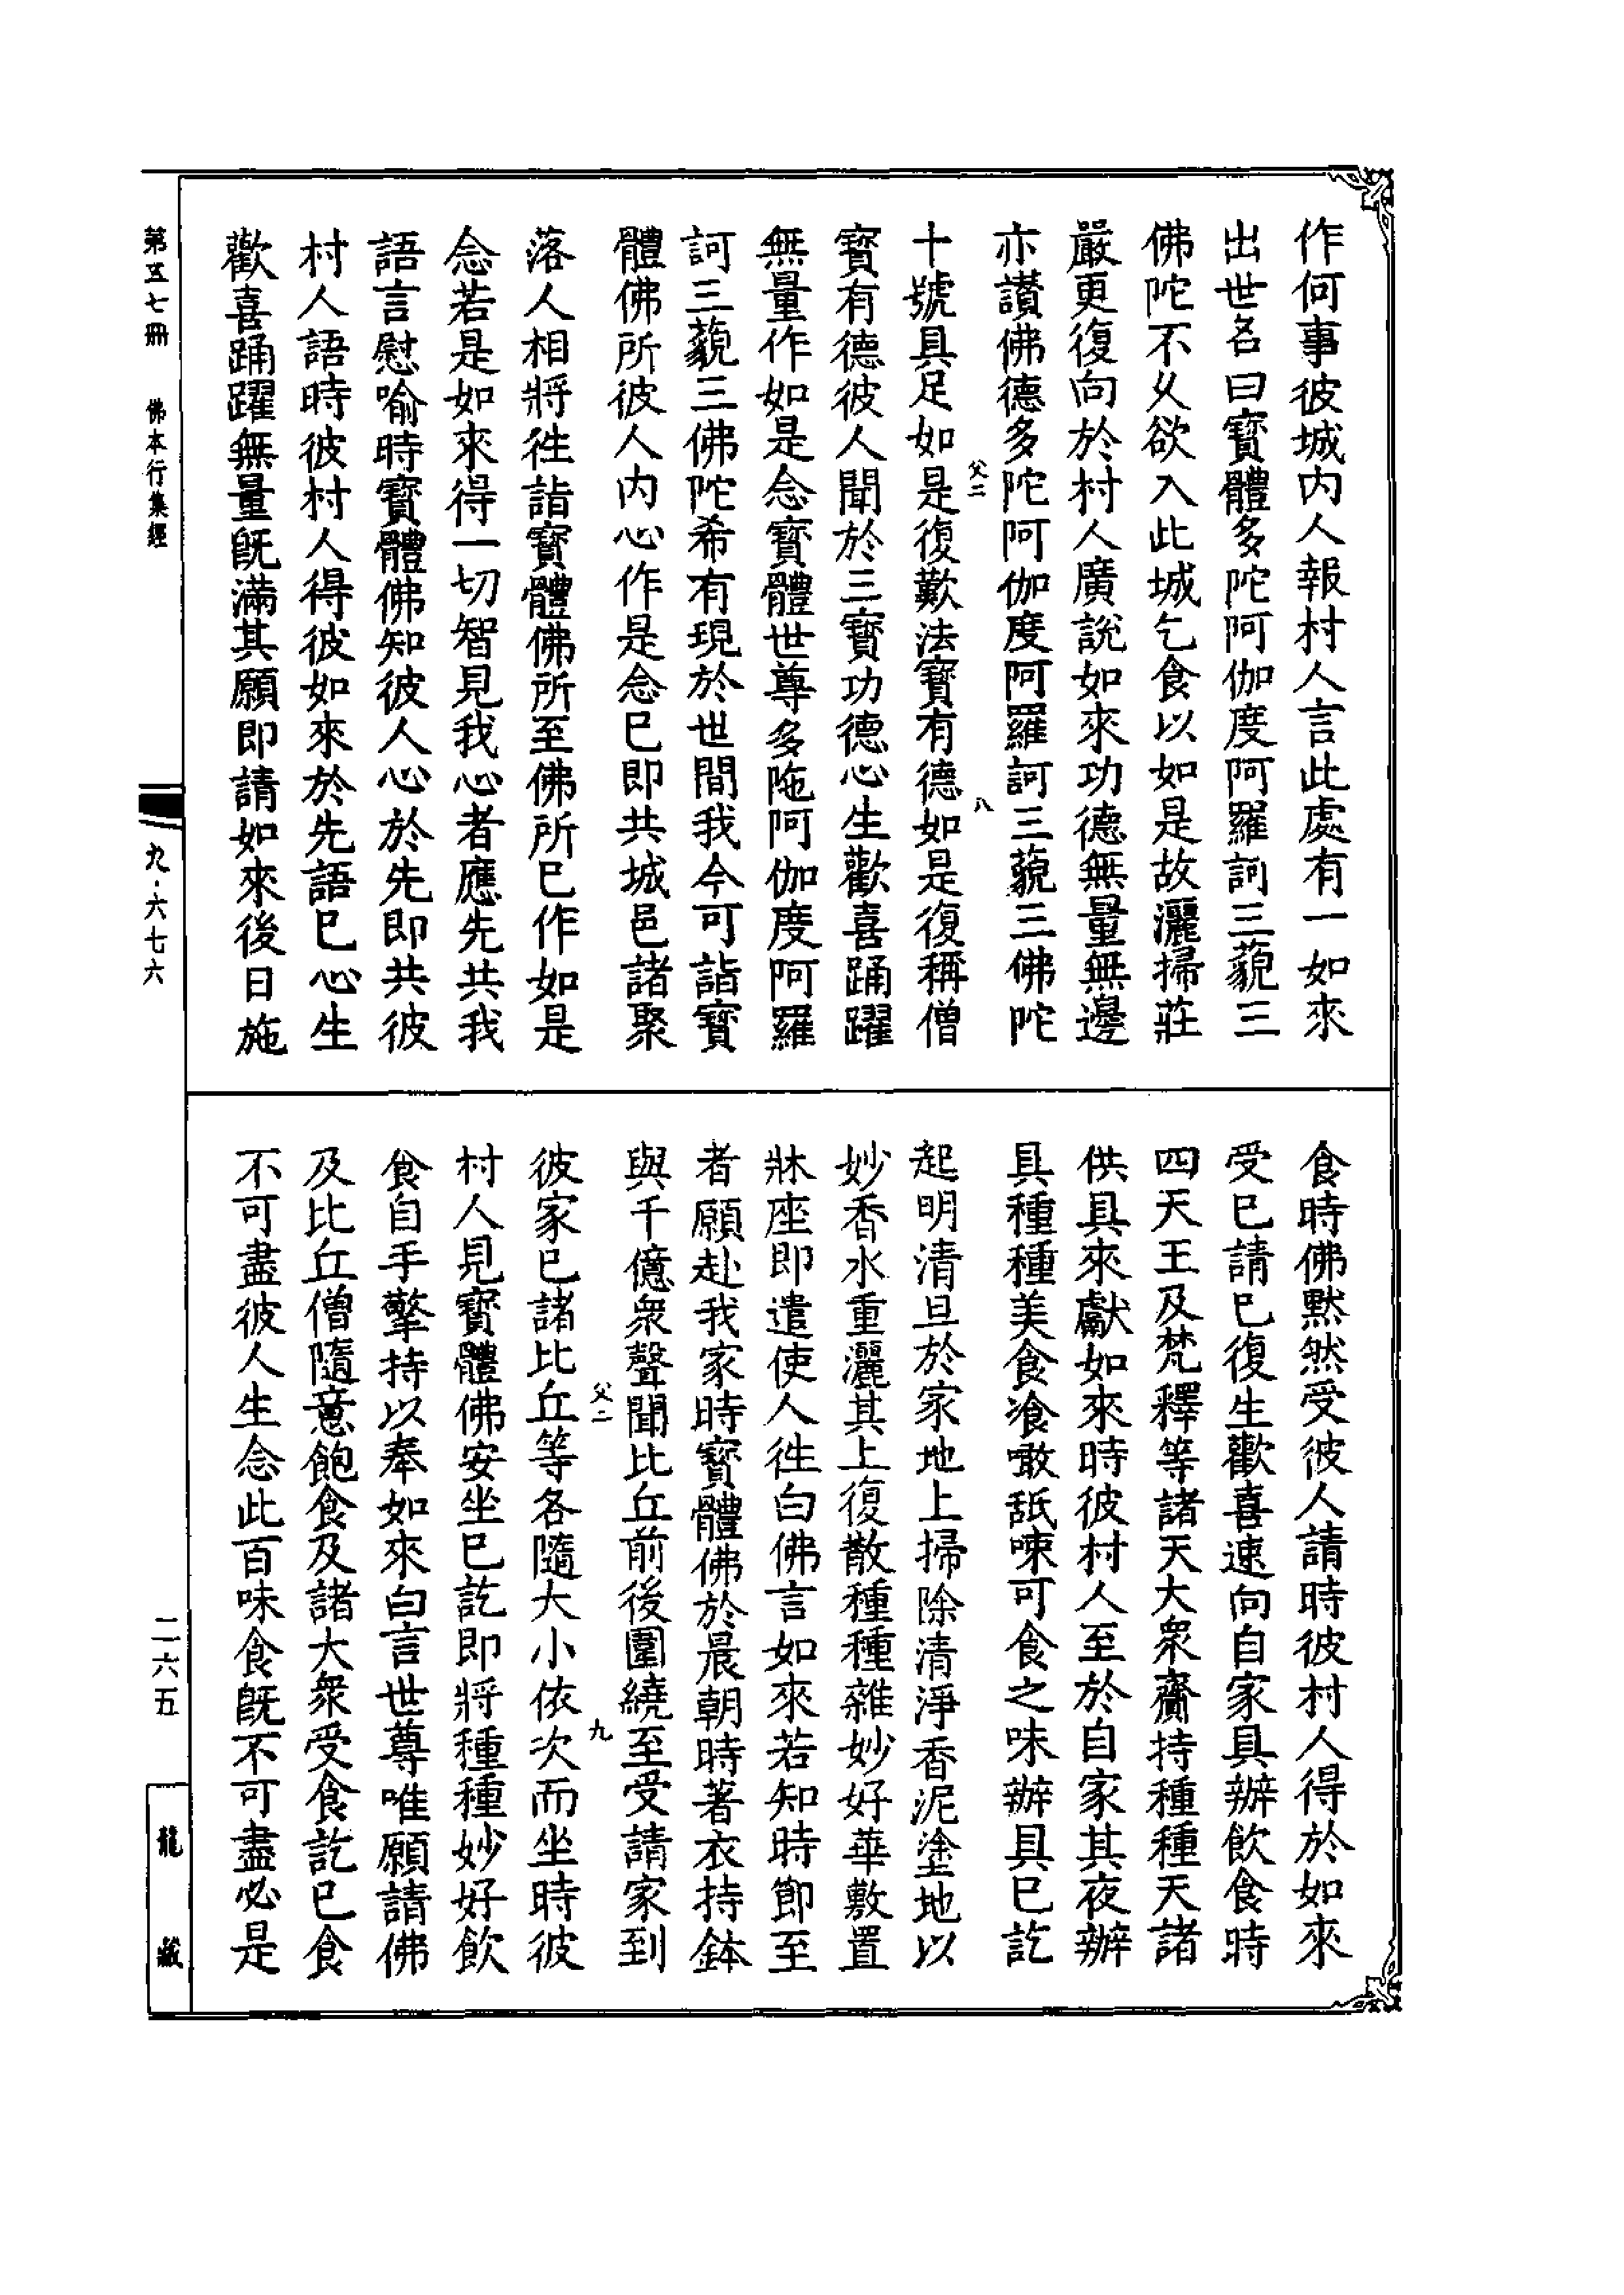 作何事彼城内人報村人言此處有一如來
出世名曰寶體多陀阿伽度阿羅訶三藐三
佛陀不久欲入此城乞食以如是故灑掃莊
嚴更復向於村人廣說如來功德無量無邊
亦讚佛德多陀阿伽度阿羅訶三藐三佛陀
父二　八
十號具足如是復歎法寶有德如是復稱僧
寶有德彼人聞於三寶功德心生歡喜踊躍
無量作如是念寶體世尊多陁阿伽度阿羅
訶三藐三佛陀希有現於世間我今可詣寶
體佛所彼人内心作是念已即共城邑諸聚
落人相將徃詣寶體佛所至佛所已作如是
念若是如來得一切智見我心者應先共我
語言慰喻時寶體佛知彼人心於先即共彼
村人語時彼村人得彼如來於先語已心生
歡喜踊躍無量既滿其願即請如來後日施
食時佛默然受彼人請時彼村人得於如來
受已請已復生歡喜速向自家具辦飲食時
四天王及梵釋等諸天大衆齎持種種天諸
供具來獻如來時彼村人至於自家其夜辦
具種種美食飡噉舐㖨可食之味辦具已訖
起明清旦於家地上掃除清淨香泥塗地以
妙香水重灑其上復散種種雜妙好華敷置
牀座即遣使人徃白佛言如來若知時節至
者願赴我家時寶體佛於晨朝時著衣持鉢
與千億衆聲聞比丘前後圍繞至受請家到
父二　九
彼家已諸比丘等各隨大小依次而坐時彼
村人見寶體佛安坐已訖即將種種妙好飲
食自手擎持以奉如來白言世尊唯願請佛
及比丘僧隨意飽食及諸大衆受食訖已食
不可盡彼人生念此百味食既不可盡必是
第五七冊　佛本行集經
九·六七六
二六五
龍藏